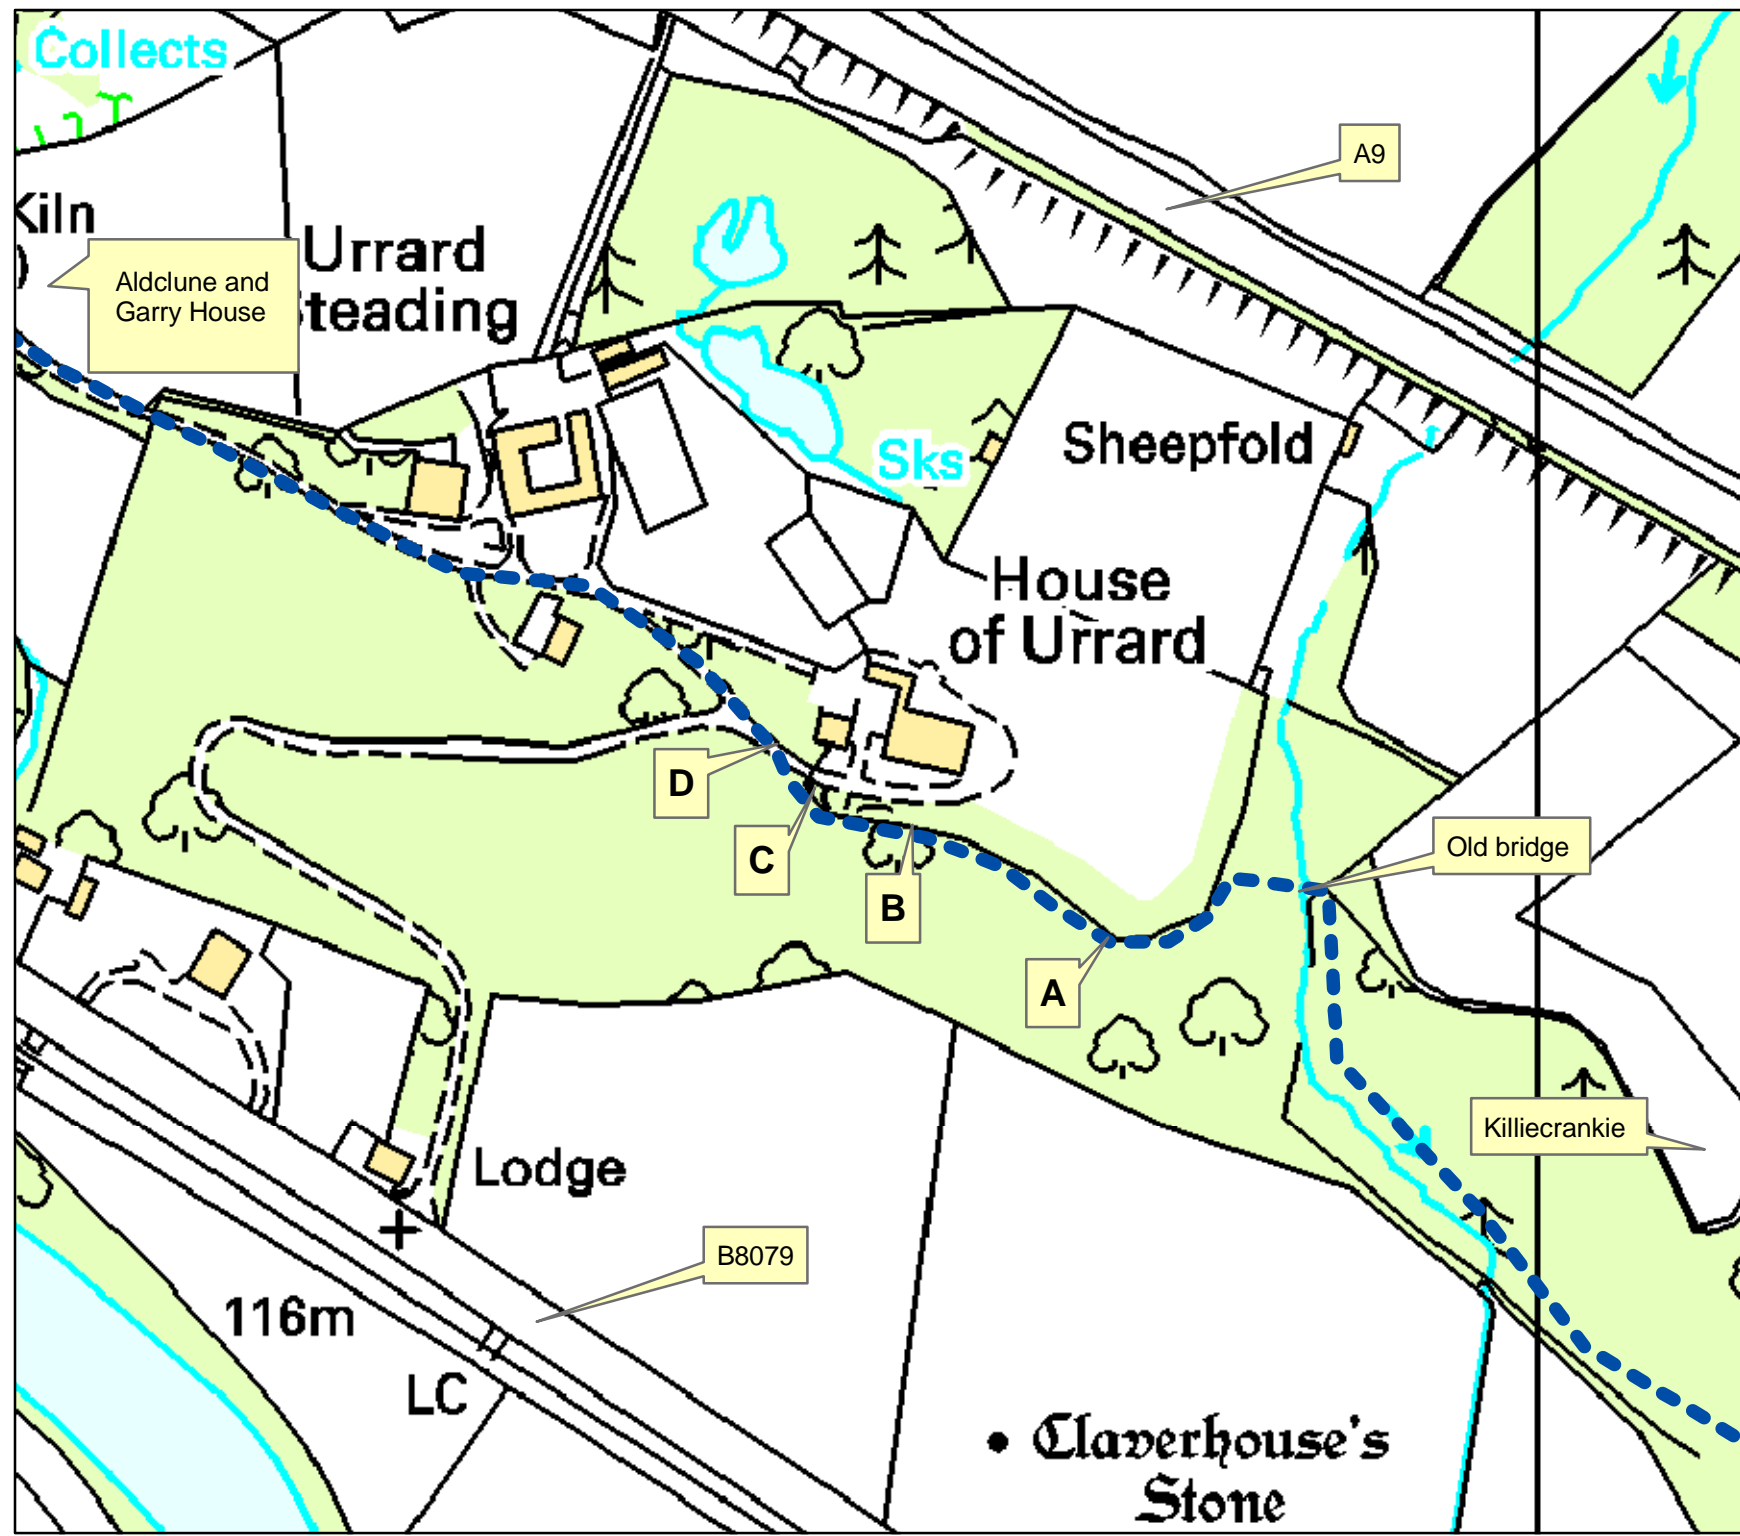 Collects
A9
Kiln
Aldclune and
Garry House
Urrard
Steading
Sks
Sheepfold
House
of Urrard
D
C
B
A
Old bridge
Killiecrankie
Lodge
B8079
116m
LC
Claverhouse's
Stone